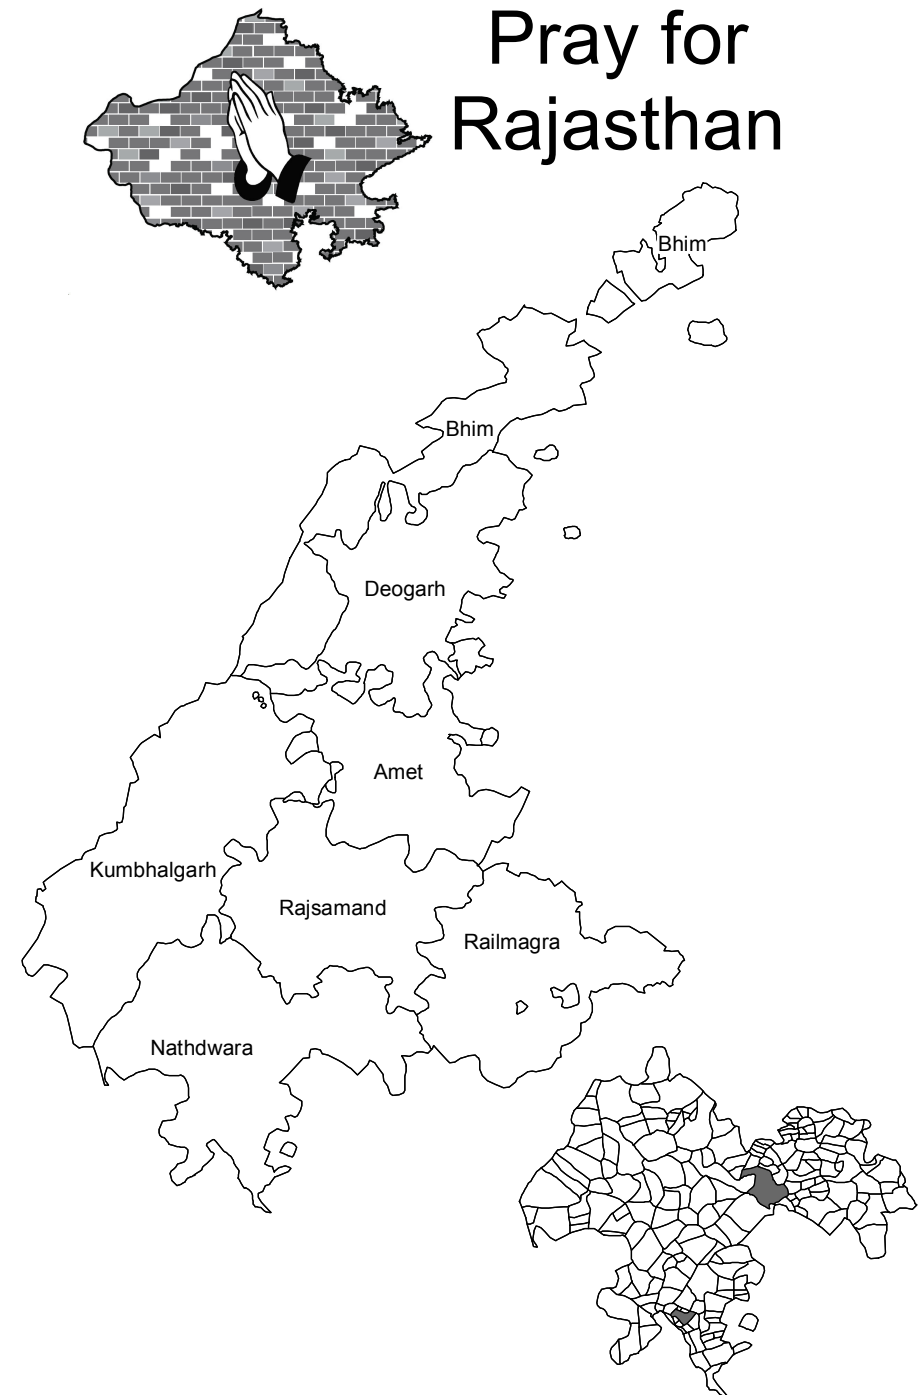 Pray for
Rajasthan
Bhim
Bhim
Deogarh
Amet
Kumbhalgarh
Rajsamand
Railmagra
Nathdwara